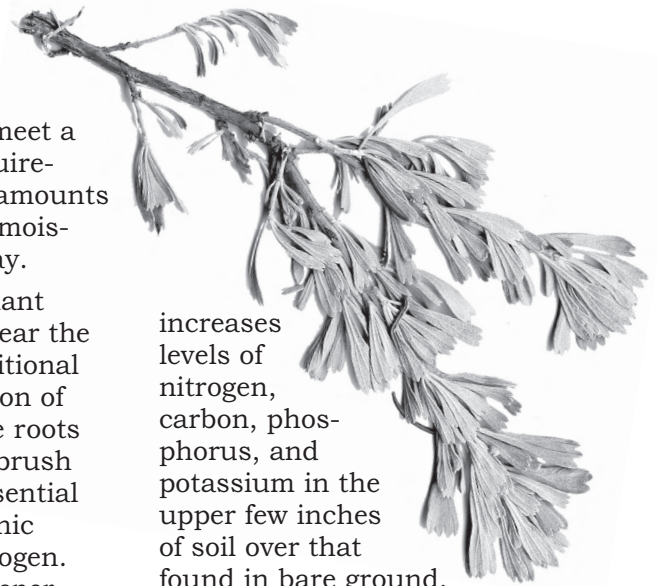 meet a
uire-
amounts
mois-
ay.
ant
ear the
itional
on of
e roots
brush
sential
nic
ogen.
increases
levels of
nitrogen,
carbon, phos-
phorus, and
potassium in the
upper few inches
of soil over that
found in bare ground.